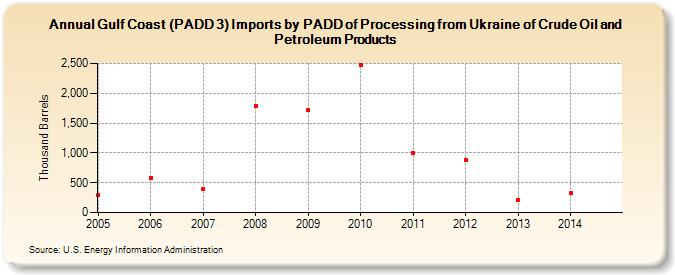 Annual Gulf Coast (PADD 3) Imports by PADD of Processing from Ukraine of Crude Oil and
Petroleum Products
Thousand Barrels
2,500
2,000
1,500
1,000
500
0
2005 2006 2007 2008 2009 2010 2011 2012 2013 2014
Source: U.S. Energy Information Administration